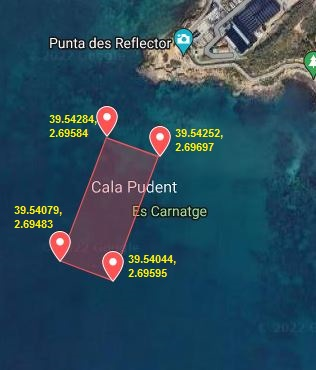 Punta des Reflector
39.54284,
2.69584
39.54252,
2.69697
Cala Pudent
Es Carnatge
39.54079,
2.69483
39.54044,
2.69595